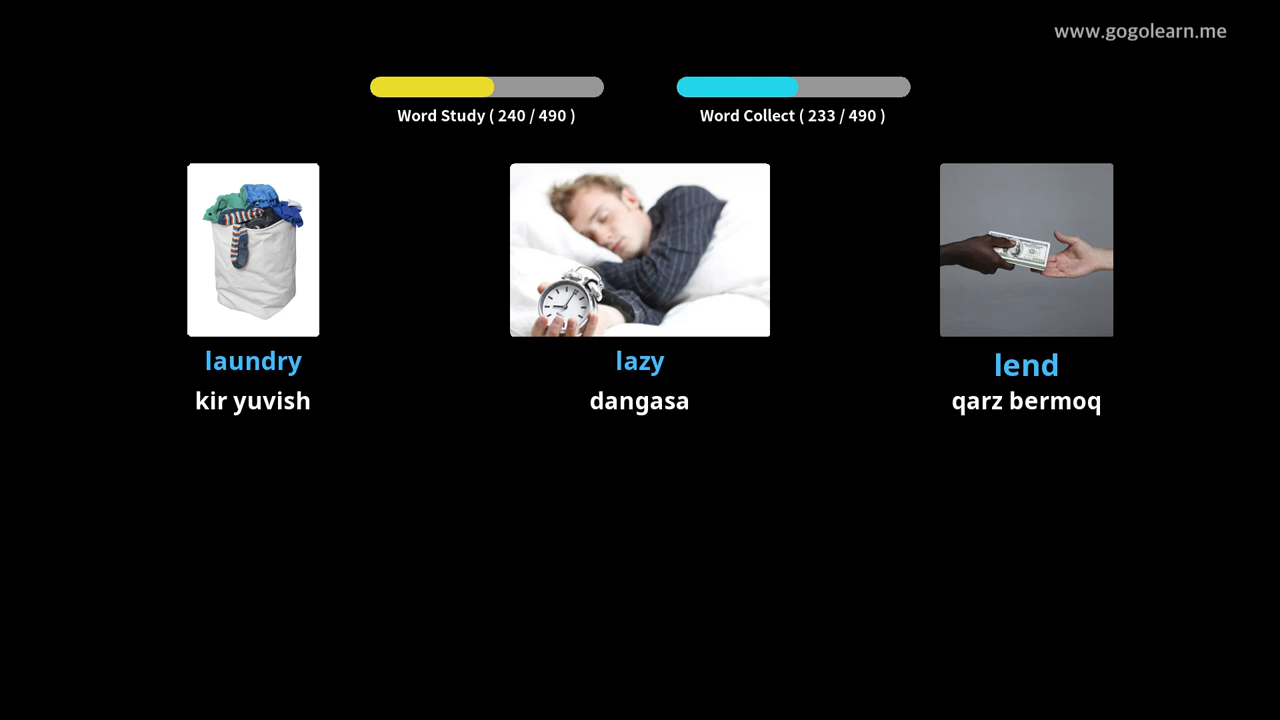 www.gogolearn.me
Word Study ( 240 / 490 )
Word Collect ( 233 / 490 )
laundry
lazy
lend
kir yuvish
dangasa
qarz bermoq